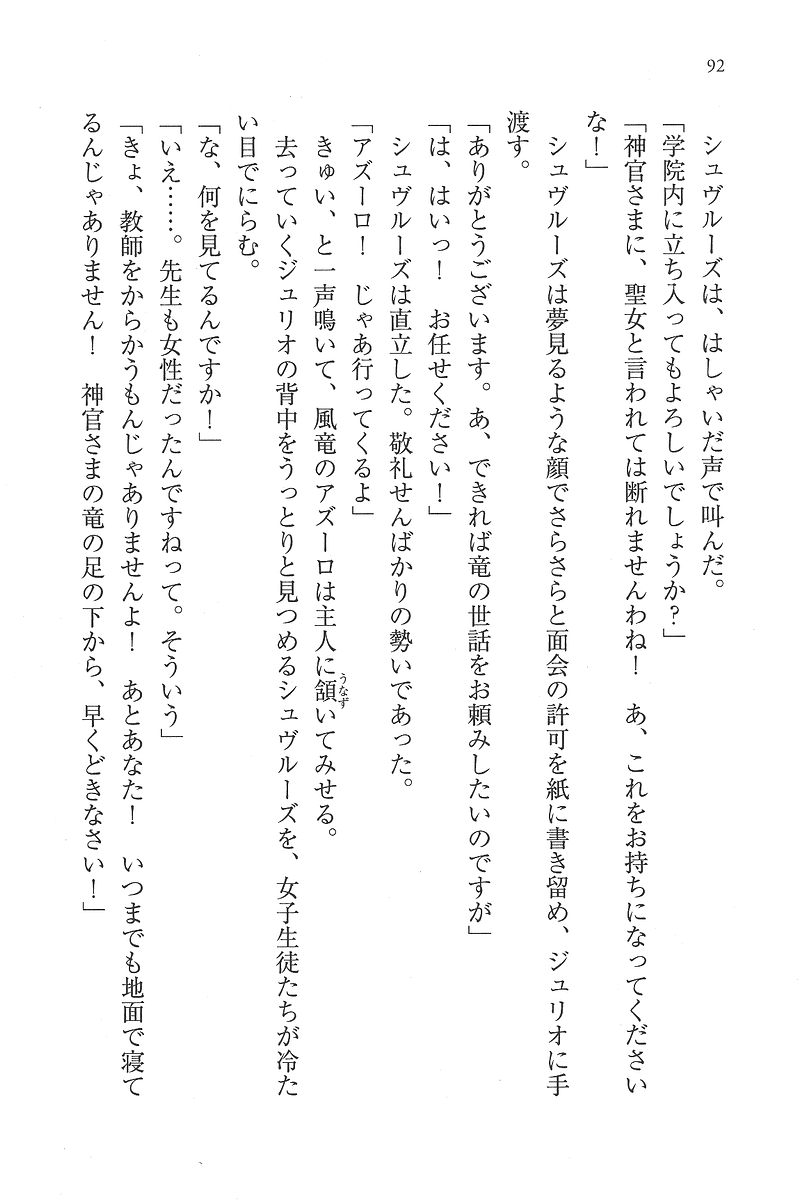 92
シュヴルーズは、はしゃいだ声で叫んだ。
「学院内に立ち入ってもよろしいでしょうか？」
「神官さまに、聖女と言われては断れませんわね！　あ、これをお持ちになってください
な！」
シュヴルーズは夢見るような顔でさらさらと面会の許可を紙に書き留め、ジュリオに手
渡す。
「ありがとうございます。あ、できれば竜の世話をお頼みしたいのですが」
「は、はいっ！　お任せください！」
シュヴルーズは直立した。敬礼せんばかりの勢いであった。
「アズーロ！　じゃあ行ってくるよ」
きゅい、と一声鳴いて、風竜のアズーロは主人に頷いてみせる。
うなず
去っていくジュリオの背中をうっとりと見つめるシュヴルーズを、女子生徒たちが冷た
い目でにらむ。
「な、何を見てるんですか！」
「いえ……。先生も女性だったんですねって。そういう」
「きょ、教師をからかうもんじゃありませんよ！　あとあなた！　いつまでも地面で寝て
るんじゃありません！　神官さまの竜の足の下から、早くどきなさい！」